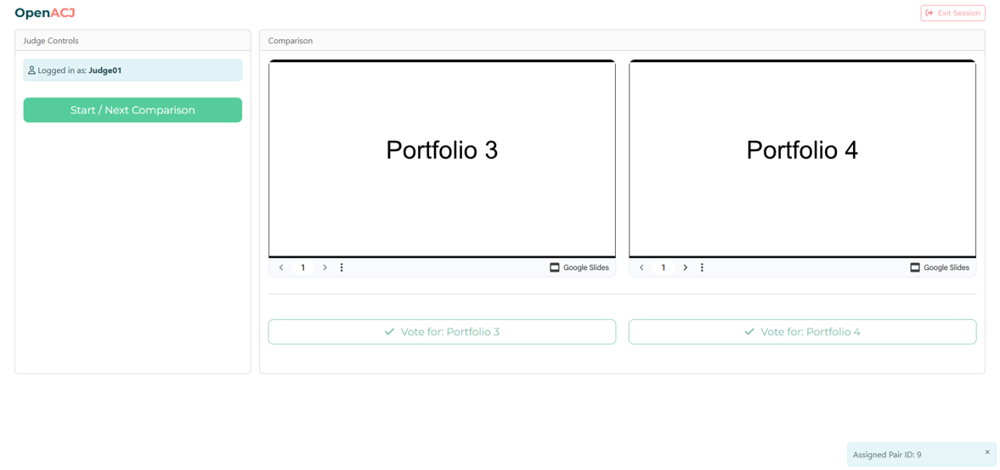 OpenACJ
Exit Session
Judge Controls
Logged in as: Judge01
Start / Next Comparison
Comparison
Portfolio 3
1
Google Slides
Portfolio 4
1
Google Slides
Vote for: Portfolio 3
Vote for: Portfolio 4
Assigned Pair ID: 9
×